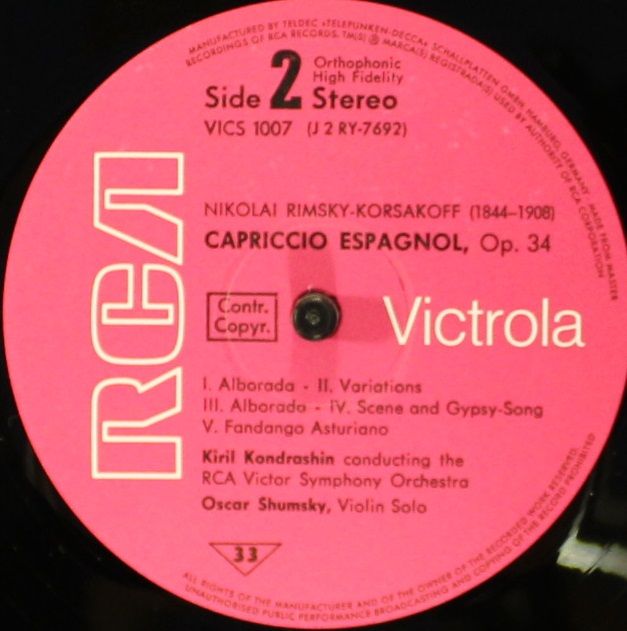 MANUFACTURED BY TELDEC »TELEFUNKEN-DECCA« SCHALLPLATTEN GMBH, HAMBURG, GERMANY MADE FROM MASTER
RECORDINGS OF RCA RECORDS. TM(S) ® MARCA(S) REGISTRADA(S) USED BY AUTHORITY OF RCA CORPORATION
Side 2 Orthophonic
High Fidelity
Stereo
VICS 1007 (J 2 RY-7692)
RCA
NIKOLAI RIMSKY-KORSAKOFF (1844–1908)
CAPRICCIO ESPAGNOL, Op. 34
Contr.
Copyr.
Victrola
I. Alborada - II. Variations
III. Alborada - IV. Scene and Gypsy-Song
V. Fandango Asturiano
Kiril Kondrashin conducting the
RCA Victor Symphony Orchestra
Oscar Shumsky, Violin Solo
33
ALL RIGHTS OF THE MANUFACTURER AND OF THE OWNER OF THE RECORDED WORK RESERVED.
UNAUTHORISED PUBLIC PERFORMANCE BROADCASTING AND COPYING OF THE RECORD PROHIBITED